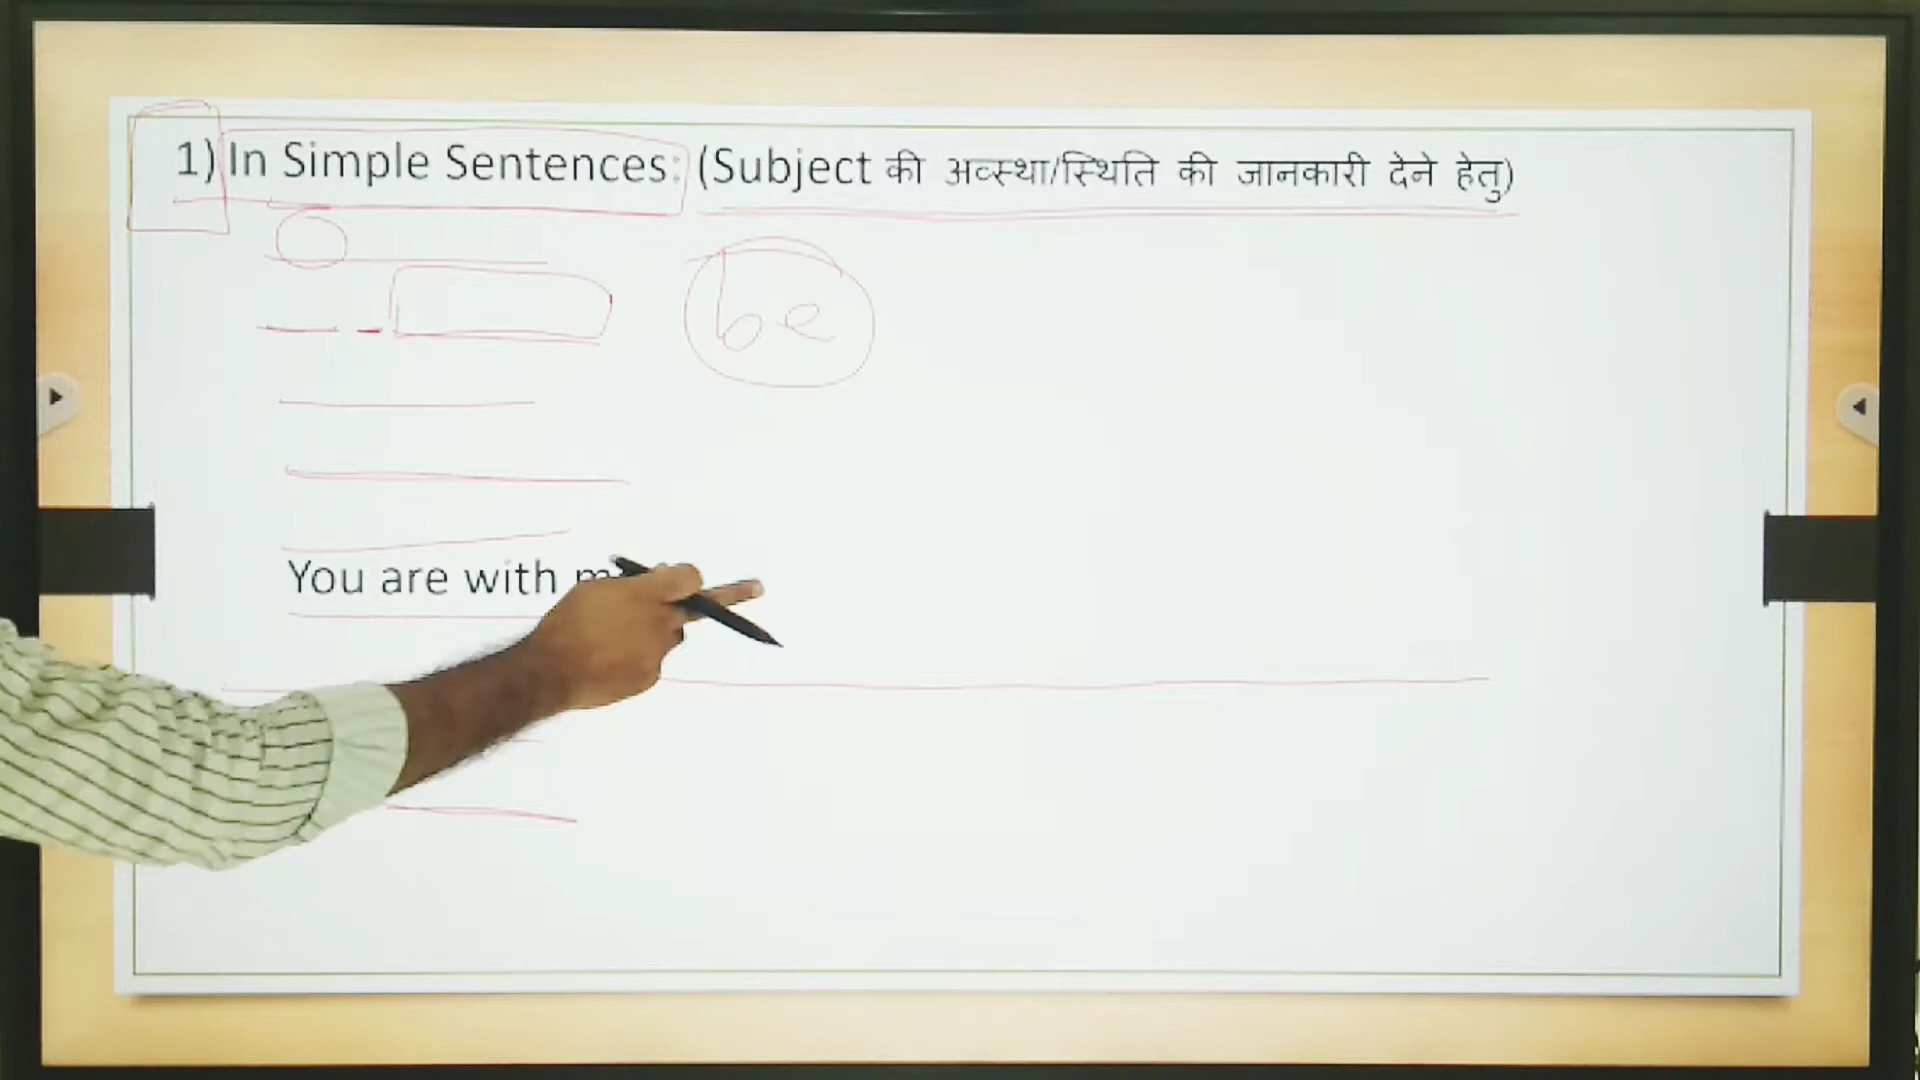 1) In Simple Sentences: (Subject की अव्स्था/स्थिति की जानकारी देने हेतु)
be
You are with